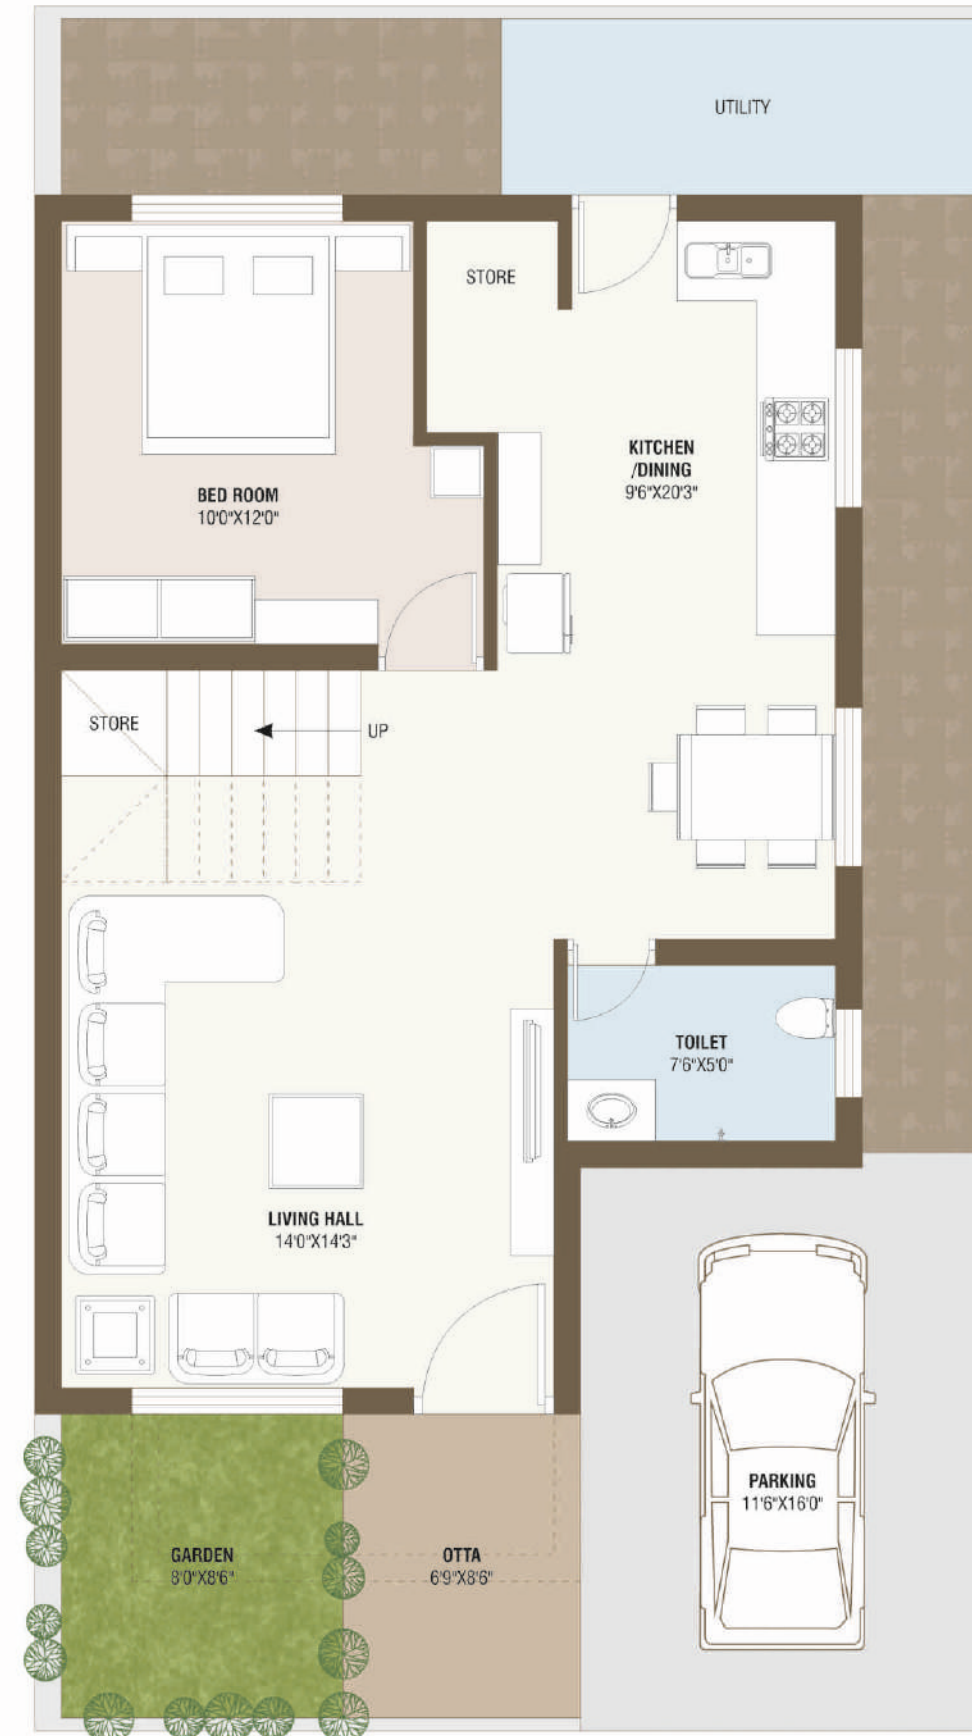 UTILITY
STORE
KITCHEN
/DINING
9'6"X20'3"
BED ROOM
10'0"X12'0"
STORE
UP
TOILET
7'6"X5'0"
LIVING HALL
14'0"X14'3"
PARKING
11'6"X16'0"
GARDEN
8'0"X8'6"
OTTA
6'9"X8'6"